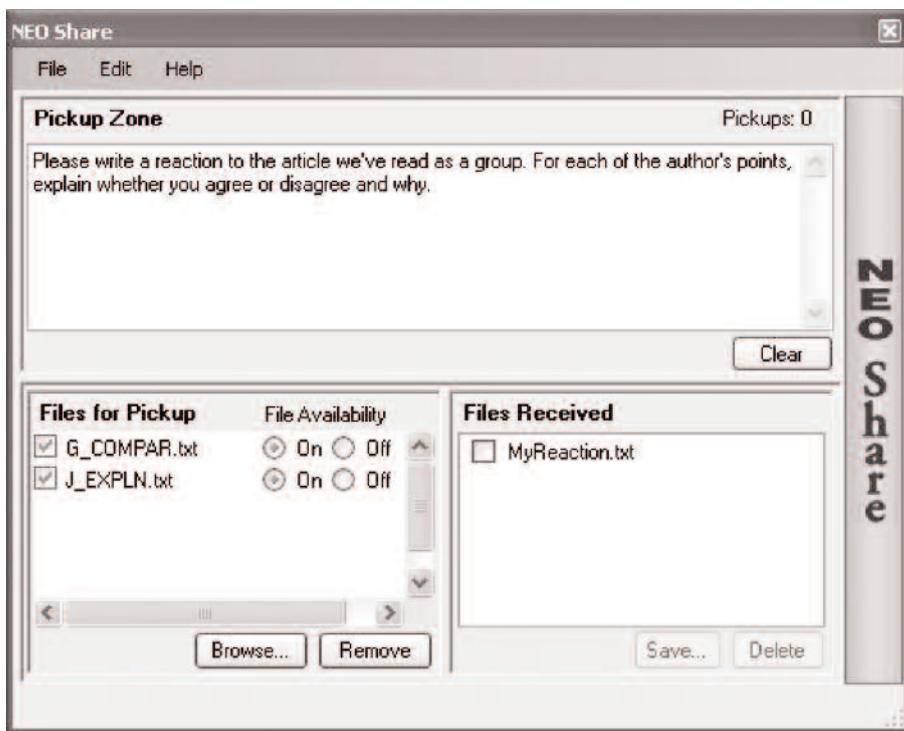 NEO Share
File Edit Help
Pickup Zone Pickups: 0
Please write a reaction to the article we've read as a group. For each of the author's points,
explain whether you agree or disagree and why.
Clear
Files for Pickup File Availability
G_COMPAR.txt On Off
J_EXPLN.txt On Off
Browse... Remove
Files Received
MyReaction.txt
Save... Delete
NEO Share